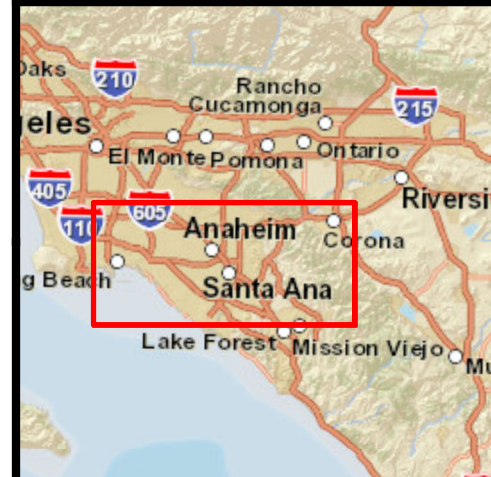 Oaks
210
Rancho
Cucamonga
215
eles
El Monte
Pomona
Ontario
405
605
110
Riversi
Anaheim
Corona
g Beach
Santa Ana
Lake Forest
Mission Viejo
Mu